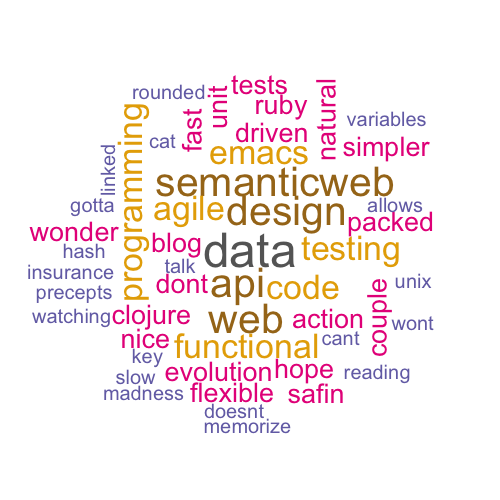 rounded
tests
unit
ruby
natural
variables
fast
driven
cat
emacs
simpler
programming
linked
semanticweb
gotta
agile
design
allows
packed
wonder
blog
data
testing
hash
talk
insurance
dont
api
code
unix
precepts
couple
watching
clojure
web
action
wont
nice
functional
cant
key
evolution
hope
reading
slow
madness
flexible
safin
doesnt
memorize